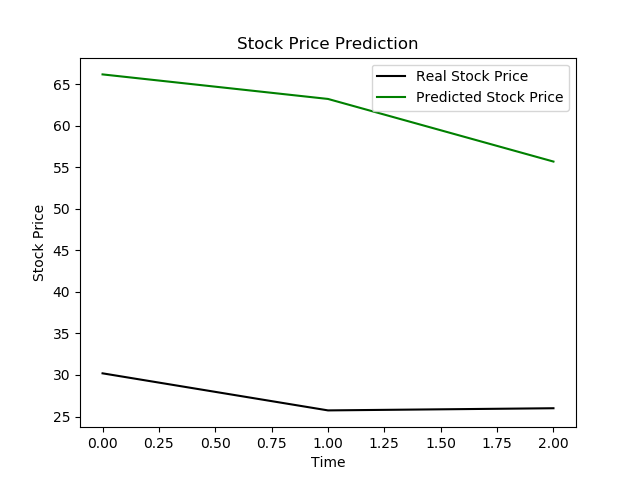 Stock Price Prediction
Real Stock Price
Predicted Stock Price
Stock Price
65
60
55
50
45
40
35
30
25
0.00 0.25 0.50 0.75 1.00 1.25 1.50 1.75 2.00
Time